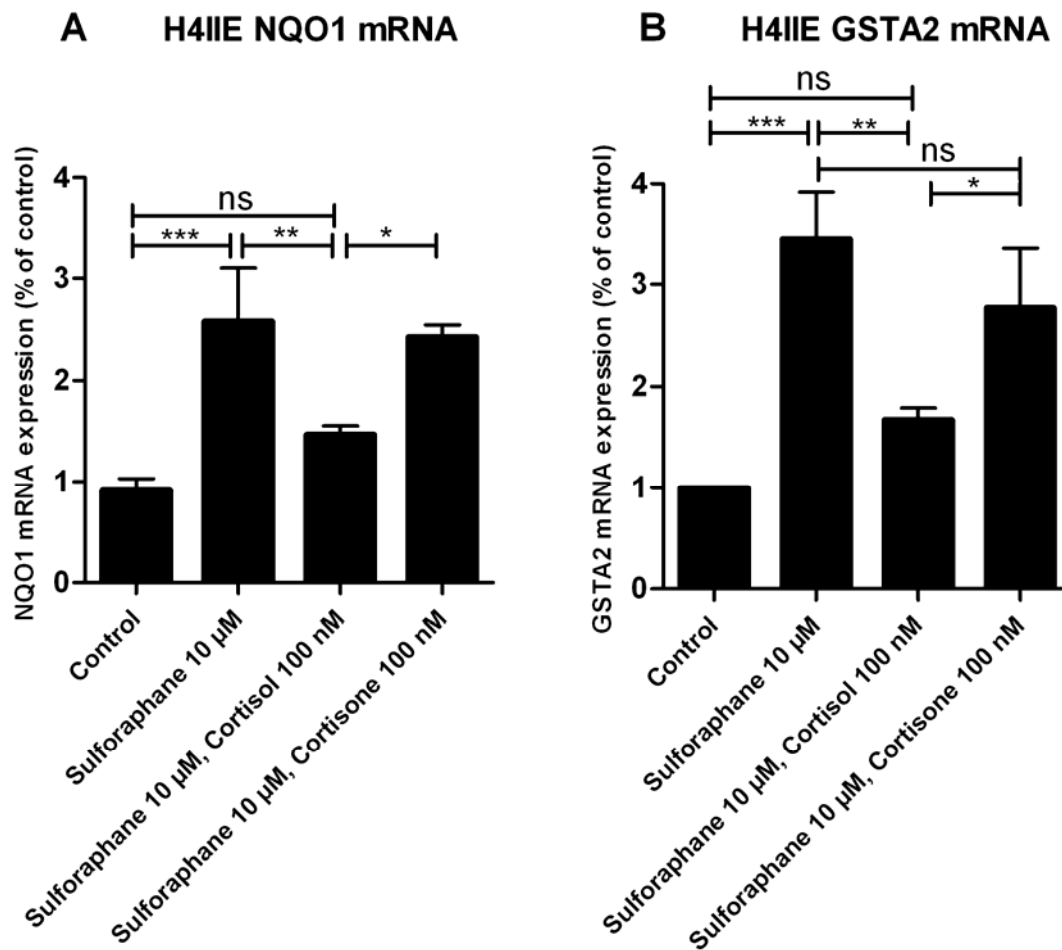 A H4IIE NQO1 mRNA
ns
*** ** *
NQO1 mRNA expression (% of control)
4
3
2
1
0
Control
Sulforaphane 10 µM
Sulforaphane 10 µM, Cortisol 100 nM
Sulforaphane 10 µM, Cortisone 100 nM
B H4IIE GSTA2 mRNA
ns
*** **
ns
*
GSTA2 mRNA expression (% of control)
4
3
2
1
0
Control
Sulforaphane 10 µM
Sulforaphane 10 µM, Cortisol 100 nM
Sulforaphane 10 µM, Cortisone 100 nM